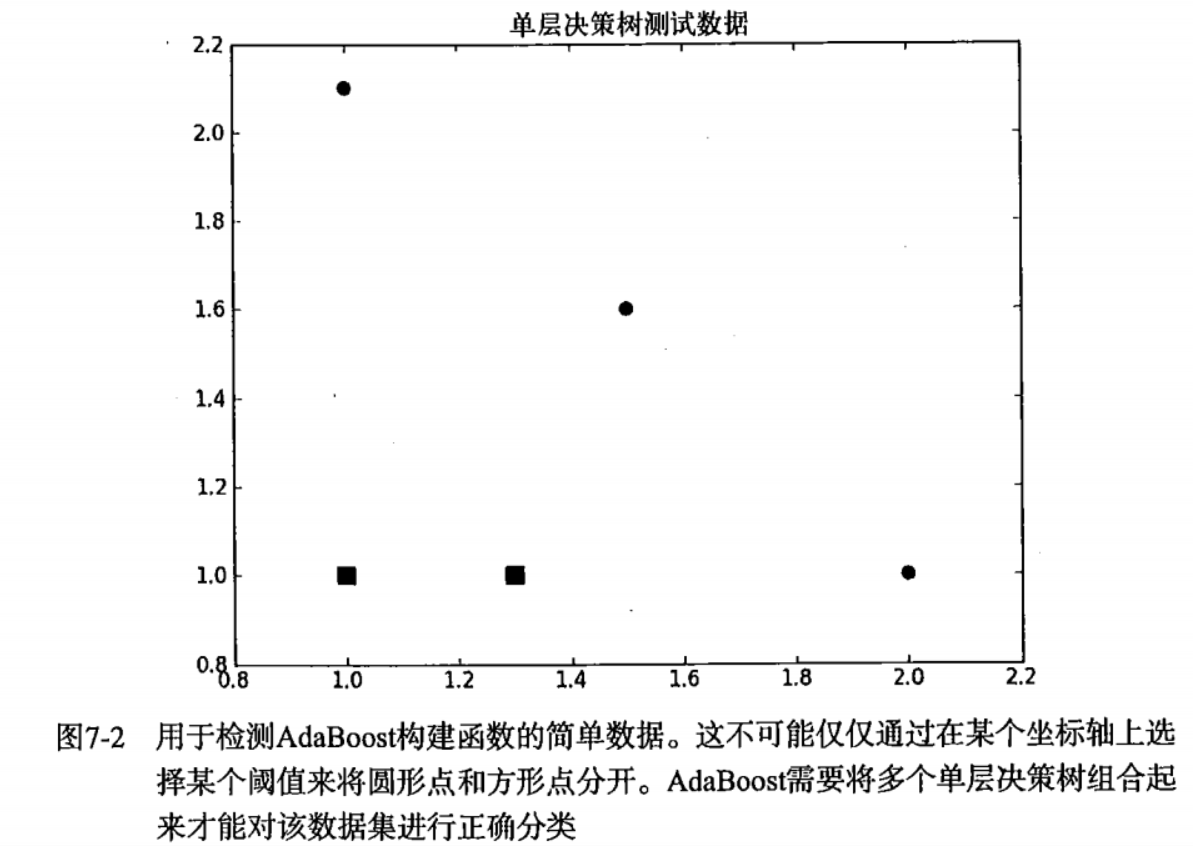 单层决策树测试数据
2.2
2.0
1.8
1.6
1.4
1.2
1.0
0.8
0.8 1.0 1.2 1.4 1.6 1.8 2.0 2.2
图7-2 用于检测AdaBoost构建函数的简单数据。这不可能仅仅通过在某个坐标轴上选
择某个阈值来将圆形点和方形点分开。AdaBoost需要将多个单层决策树组合起
来才能对该数据集进行正确分类